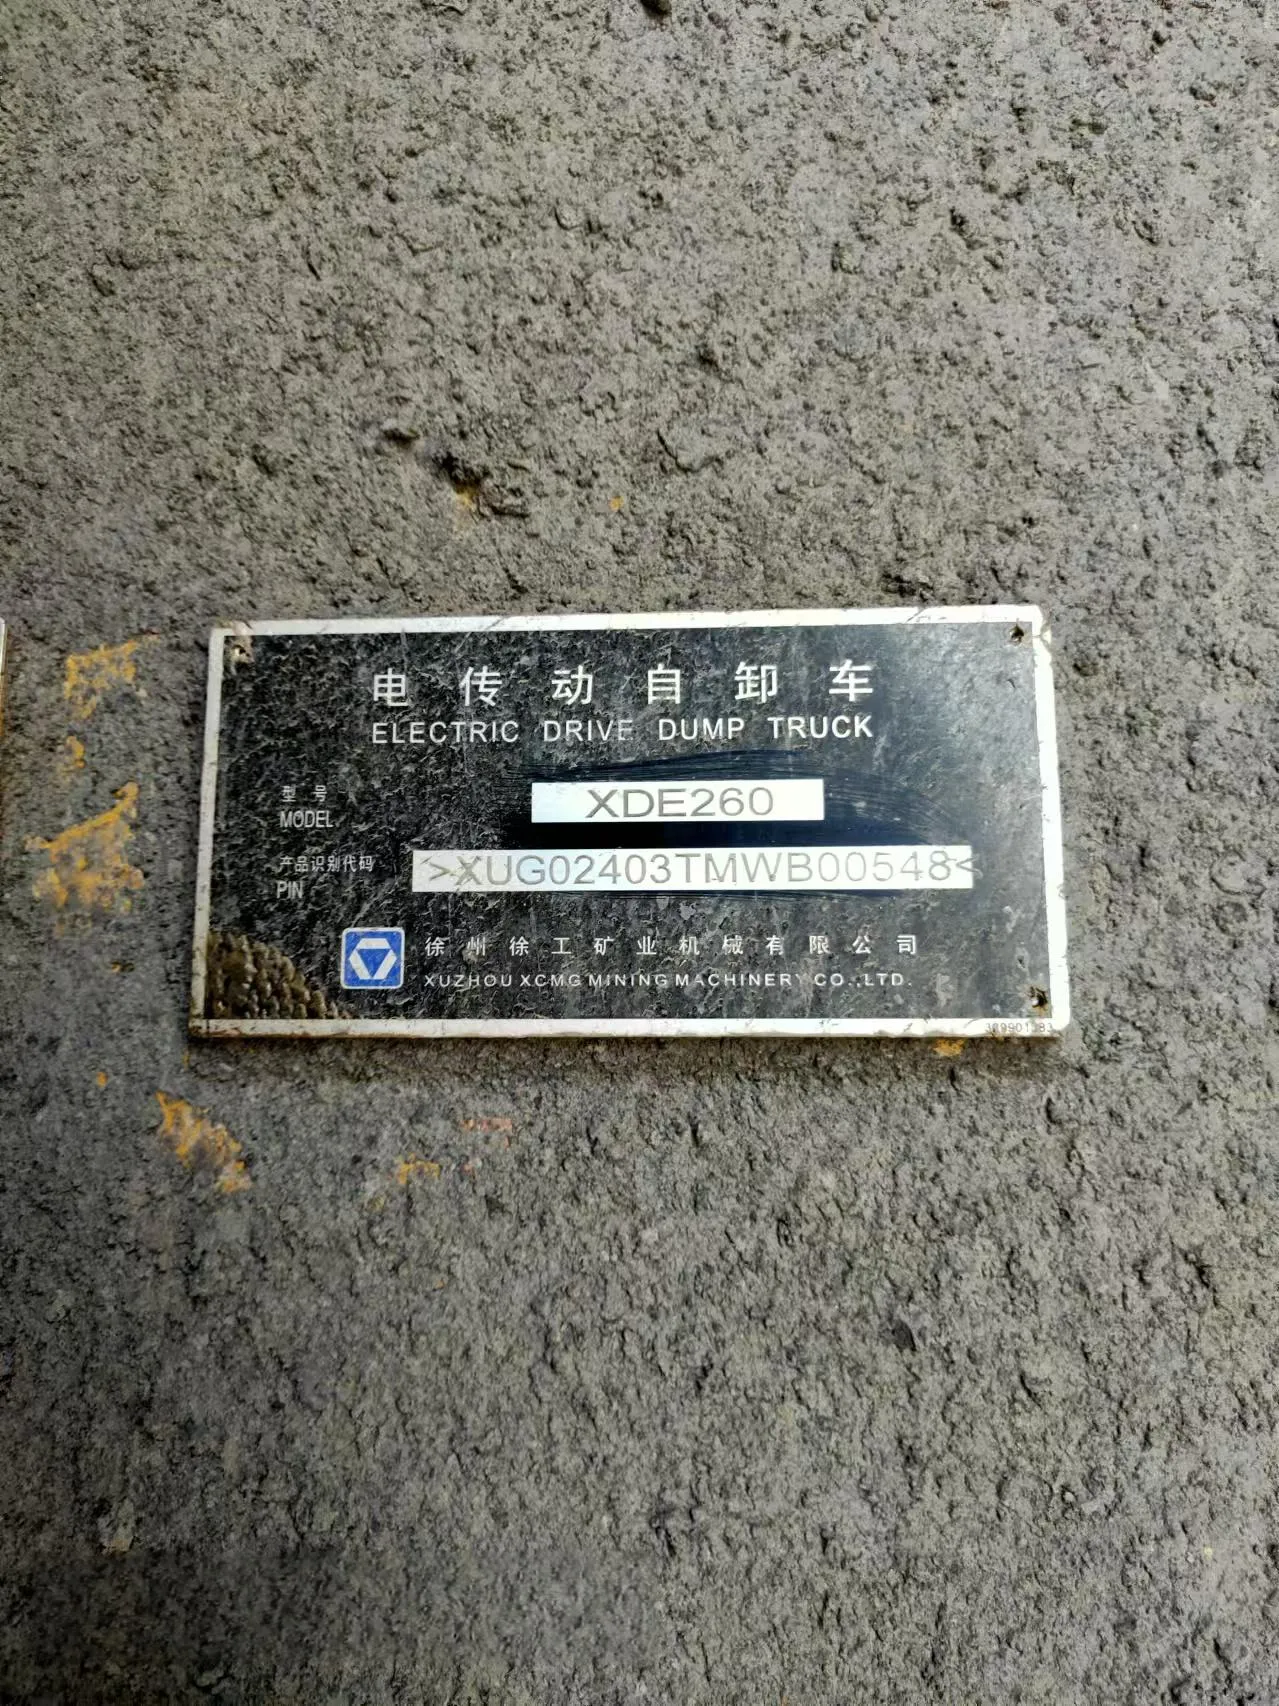 电传动自卸车
ELECTRIC DRIVE DUMP TRUCK
型号
MODEL
XDE260
产品识别代码
PIN
>XUG02403TMWB00548<
徐州徐工矿业机械有限公司
XUZHOU XCMG MINING MACHINERY CO.,LTD.